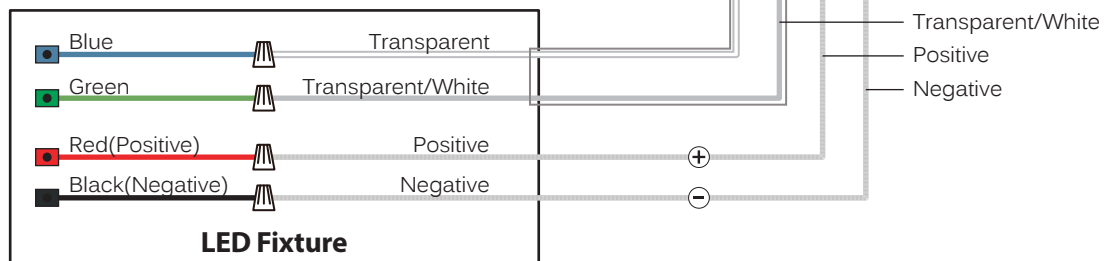 Blue
Transparent
Green
Transparent/White
Red(Positive)
Positive
Black(Negative)
Negative
LED Fixture
+
−
Transparent/White
Positive
Negative